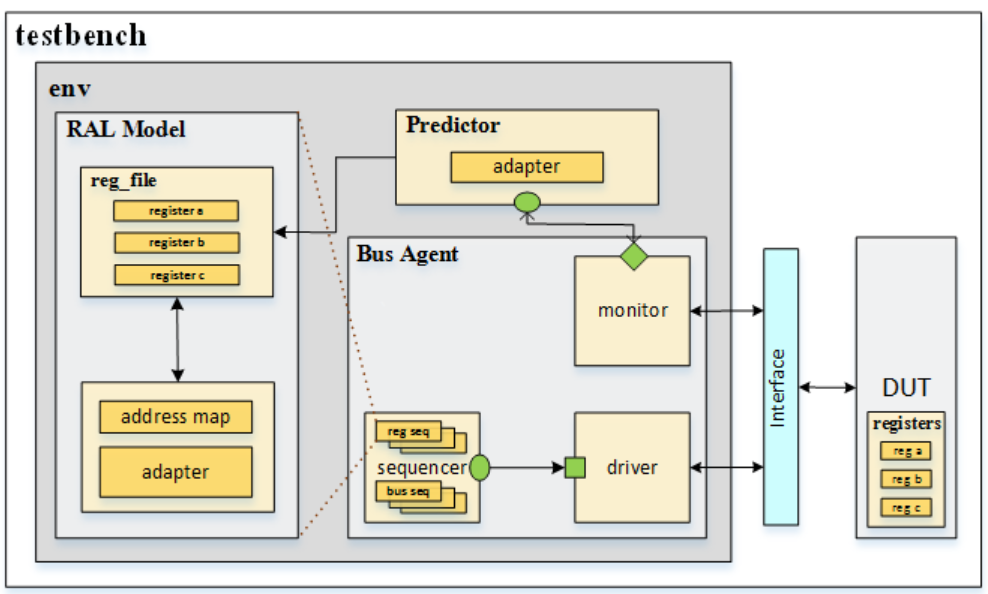 testbench
env
RAL Model
reg_file
register a
register b
register c
address map
adapter
Predictor
adapter
Bus Agent
monitor
reg seq
sequencer
bus seq
driver
Interface
DUT
registers
reg a
reg b
reg c